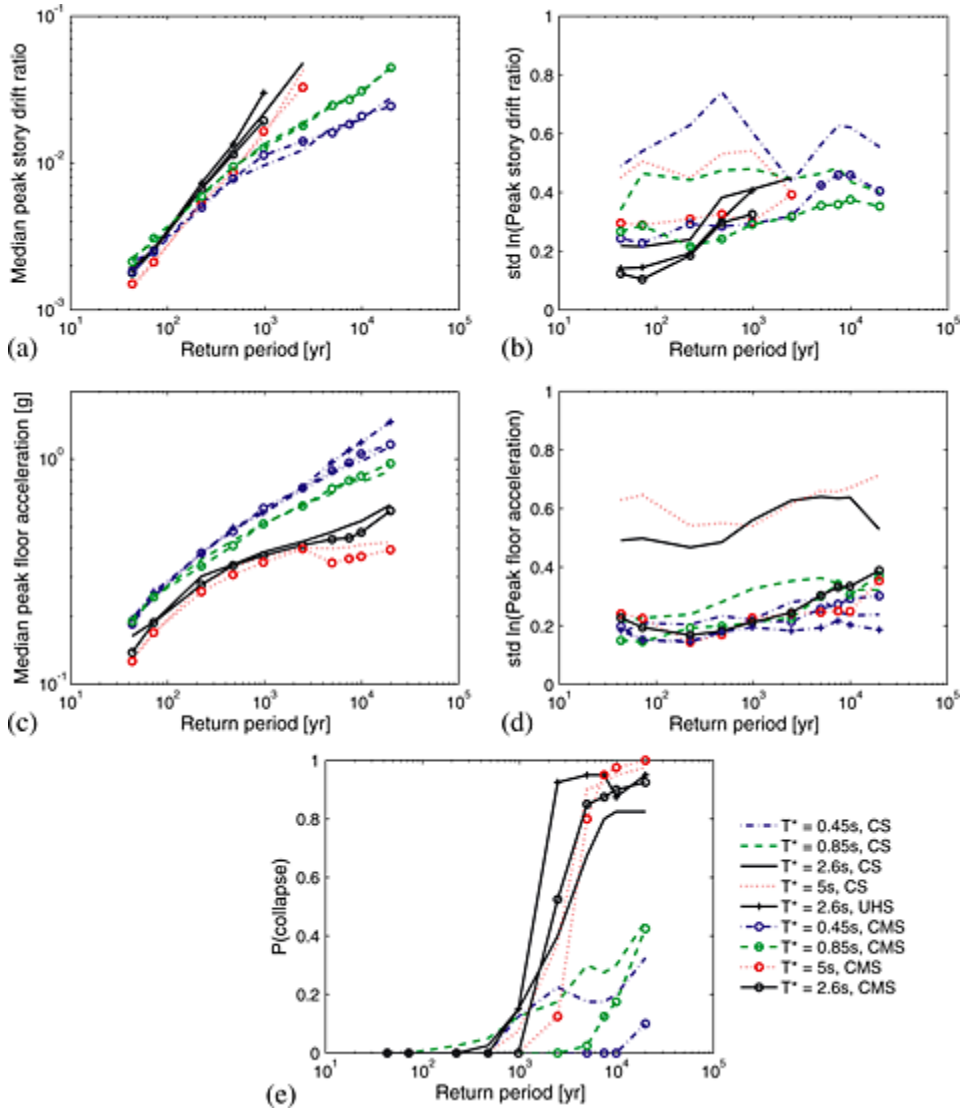 Median peak story drift ratio
10^-1
10^-2
10^-3
10^1 10^2 10^3 10^4 10^5
Return period [yr]
(a)
std ln(Peak story drift ratio)
1
0.8
0.6
0.4
0.2
0
10^1 10^2 10^3 10^4 10^5
Return period [yr]
(b)
Median peak floor acceleration [g]
10^0
10^-1
10^1 10^2 10^3 10^4 10^5
Return period [yr]
(c)
std ln(Peak floor acceleration)
1
0.8
0.6
0.4
0.2
0
10^1 10^2 10^3 10^4 10^5
Return period [yr]
(d)
P(collapse)
1
0.8
0.6
0.4
0.2
0
10^1 10^2 10^3 10^4 10^5
Return period [yr]
(e)
T* = 0.45s, CS
T* = 0.85s, CS
T* = 2.6s, CS
T* = 5s, CS
T* = 2.6s, UHS
T* = 0.45s, CMS
T* = 0.85s, CMS
T* = 5s, CMS
T* = 2.6s, CMS